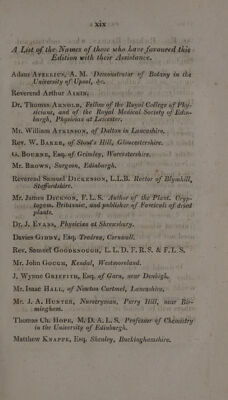 xix
A List of the Names of those who have favoured this
Edition with their Assistance.
Adam AFZELIUS, A. M. Demonstrator of Botany in the
University of Upsal, &c.
Reverend Arthur AIKIN,
Dr. Thomas ARNOLD, Fellow of the Royal College of Phy-
sicians, and of the Royal Medical Society of Edin-
burgh, Physician at Leicester.
Mr. William ATKINSON, of Dalton in Lancashire.
Rev. W. BAKER, of Stout's Hill, Gloucestershire.
G. BOURNE, Esq. of Grimley, Worcestershire.
Mr. BROWN, Surgeon, Edinburgh.
Reverend Samuel DICKENSON, L.L.B. Rector of Blymhill,
Staffordshire.
Mr. James DICKSON, F. L. S. Author of the Plant. Cryp-
togam. Britannic. and publisher of Fasciculi of dried
plants.
Dr. J. EVANS, Physician at Shrewsbury.
Davies GIDDY, Esq. Tredrea, Cornwall.
Rev. Samuel GOODENOUGH, L.L.D. F.R.S. & F.L.S.
Mr. John GOUGH, Kendal, Westmoreland.
J. Wynne GRIFFITH, Esq. of Garn, near Denbigh.
Mr. Isaac HALL, of Newton Cartmel, Lancashire.
Mr. J. A. HUNTER, Nurseryman, Perry Hill, near Bir-
mingham.
Thomas Ch. HOPE, M. D. A. L. S. Professor of Chemistry
in the University of Edinburgh.
Matthew KNAPPE, Esq. Shenley, Buckinghamshire.